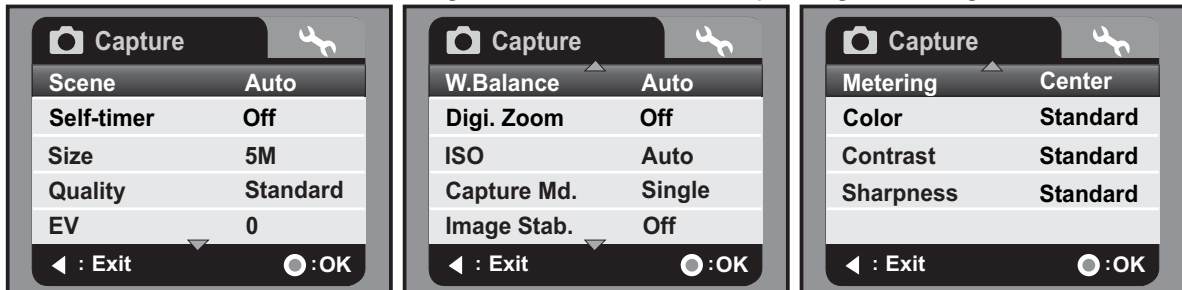 Capture
Scene Auto
Self-timer Off
Size 5M
Quality Standard
EV 0
: Exit :OK
Capture
W.Balance Auto
Digi. Zoom Off
ISO Auto
Capture Md. Single
Image Stab. Off
: Exit :OK
Capture
Metering Center
Color Standard
Contrast Standard
Sharpness Standard
: Exit :OK